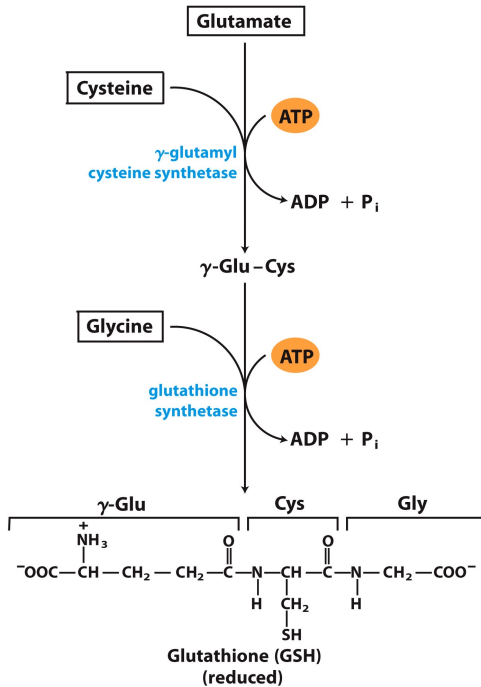 Glutamate
Cysteine
ATP
γ-glutamyl
cysteine synthetase
ADP + Pi
γ-Glu–Cys
Glycine
ATP
glutathione
synthetase
ADP + Pi
γ-Glu Cys Gly
+
NH3 O O
−OOC—CH—CH2—CH2—C—N—CH—C—N—CH2—COO−
H CH2 H
SH
Glutathione (GSH)
(reduced)